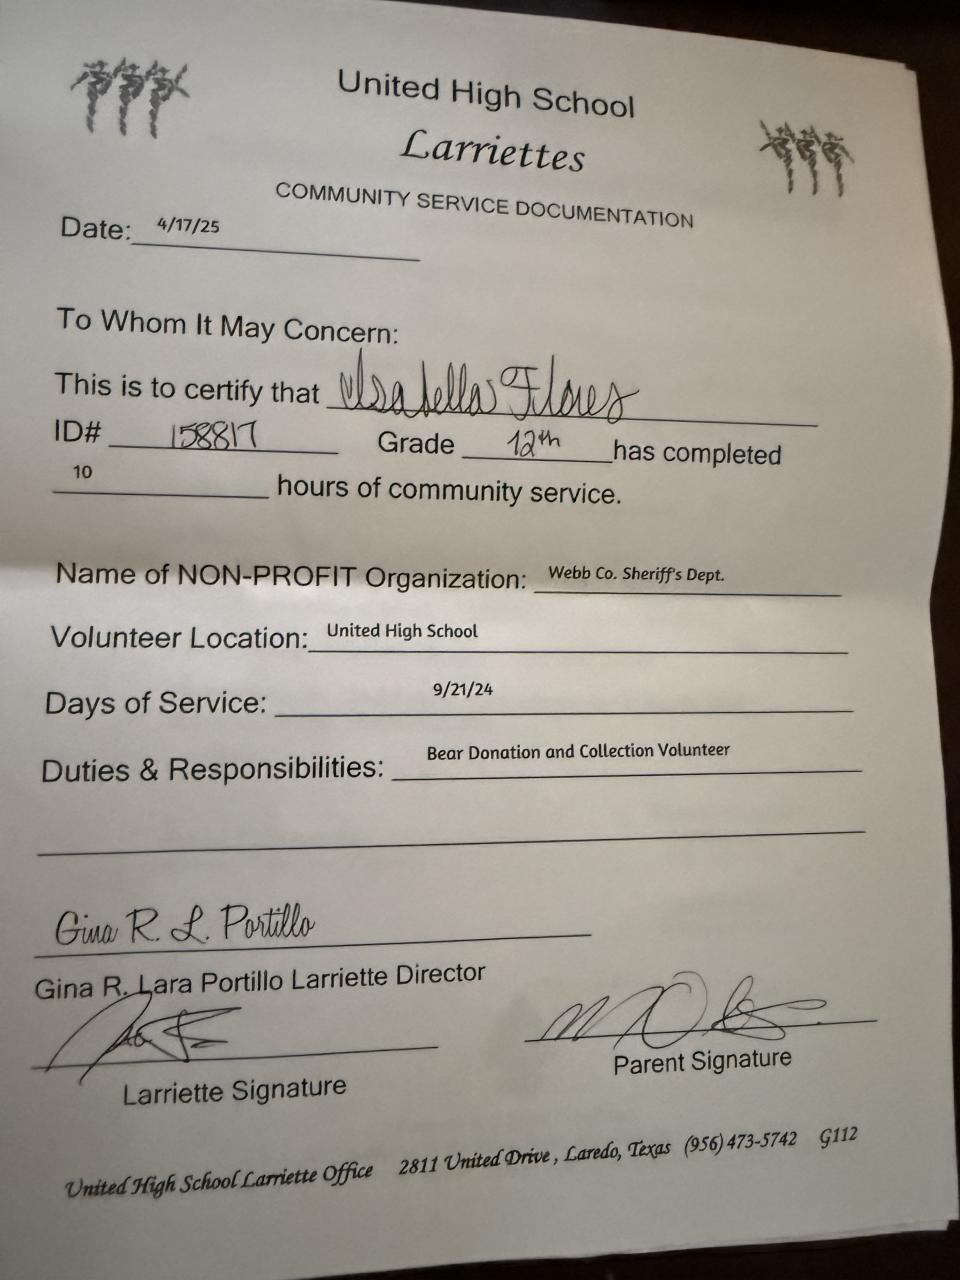 United High School
Larriettes
COMMUNITY SERVICE DOCUMENTATION
Date: 4/17/25
To Whom It May Concern:
This is to certify that Isabella Flores
ID# 158817 Grade 12th has completed
10 hours of community service.
Name of NON-PROFIT Organization: Webb Co. Sheriff's Dept.
Volunteer Location: United High School
Days of Service: 9/21/24
Duties & Responsibilities: Bear Donation and Collection Volunteer
Gina R. L. Portillo
Gina R. Lara Portillo Larriette Director
Larriette Signature
Parent Signature
United High School Larriette Office 2811 United Drive, Laredo, Texas (956) 473-5742 G112